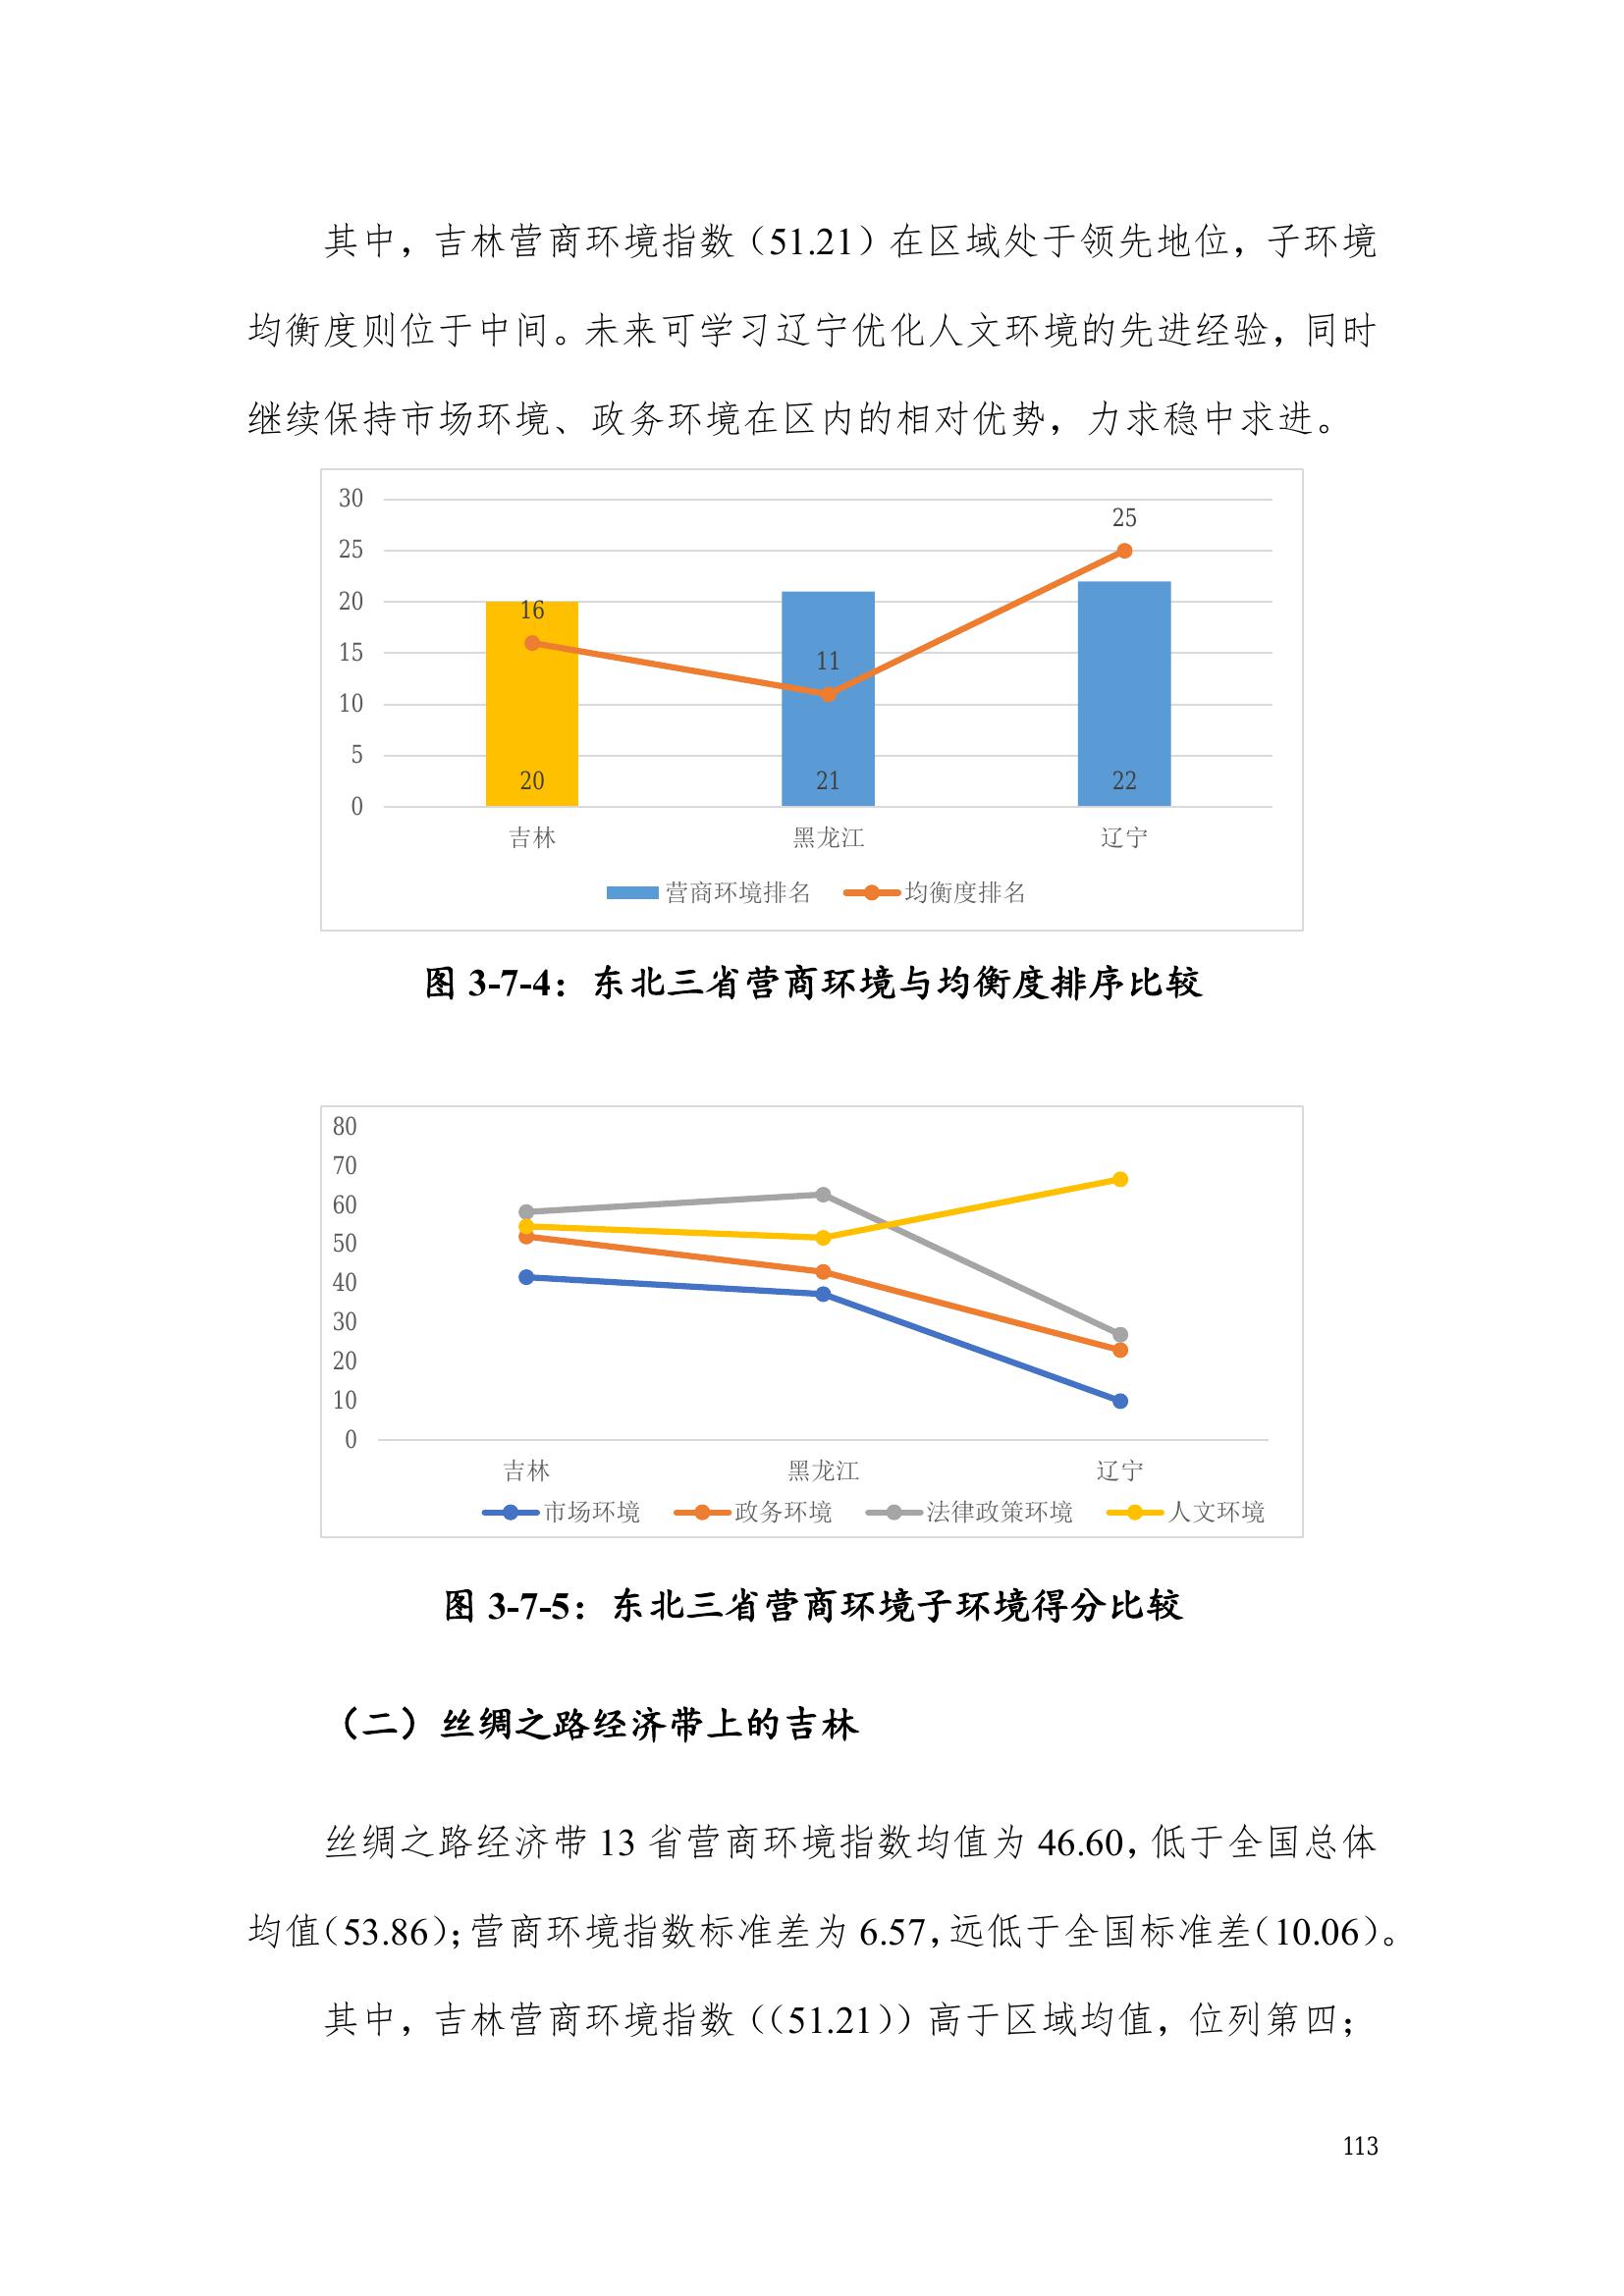 其中，吉林营商环境指数（51.21）在区域处于领先地位，子环境
均衡度则位于中间。未来可学习辽宁优化人文环境的先进经验，同时
继续保持市场环境、政务环境在区内的相对优势，力求稳中求进。
30
25
25
20
16
15
11
10
5
20
21
22
0
吉林
黑龙江
辽宁
营商环境排名
均衡度排名
图 3-7-4：东北三省营商环境与均衡度排序比较
80
70
60
50
40
30
20
10
0
吉林
黑龙江
辽宁
市场环境
政务环境
法律政策环境
人文环境
图 3-7-5：东北三省营商环境子环境得分比较
（二）丝绸之路经济带上的吉林
丝绸之路经济带 13 省营商环境指数均值为 46.60，低于全国总体
均值（53.86）；营商环境指数标准差为 6.57，远低于全国标准差（10.06）。
其中，吉林营商环境指数（（51.21））高于区域均值，位列第四；
113